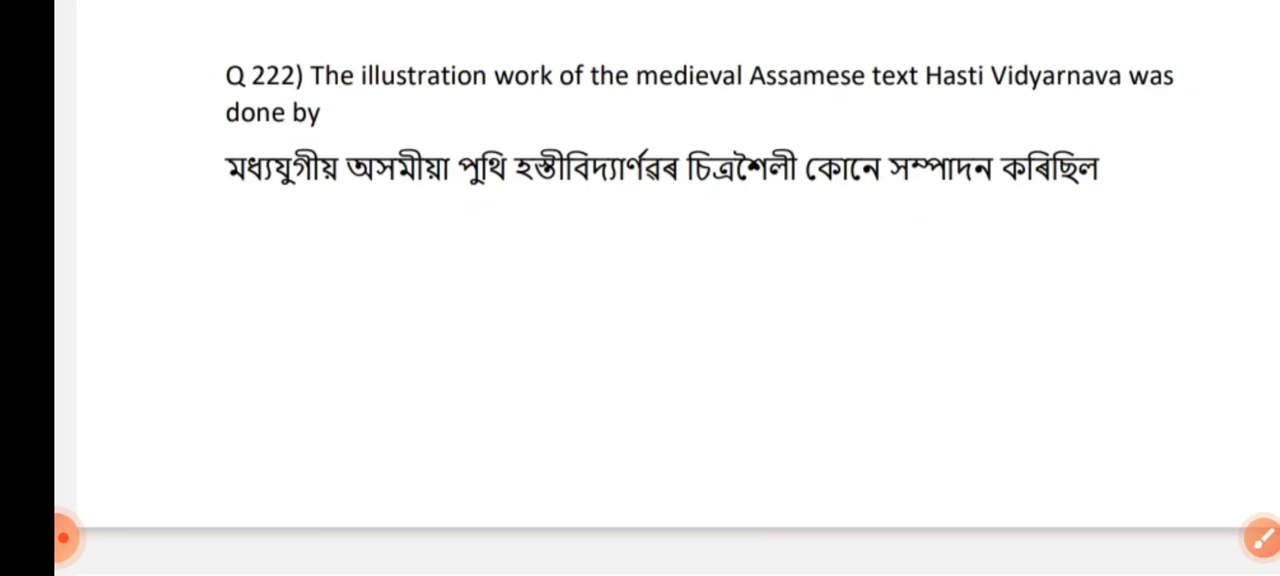 Q 222) The illustration work of the medieval Assamese text Hasti Vidyarnava was
done by
মধ্যযুগীয় অসমীয়া পুথি হস্তীবিদ্যাৰ্ণৱৰ চিত্ৰশৈলী কোনে সম্পাদন কৰিছিল